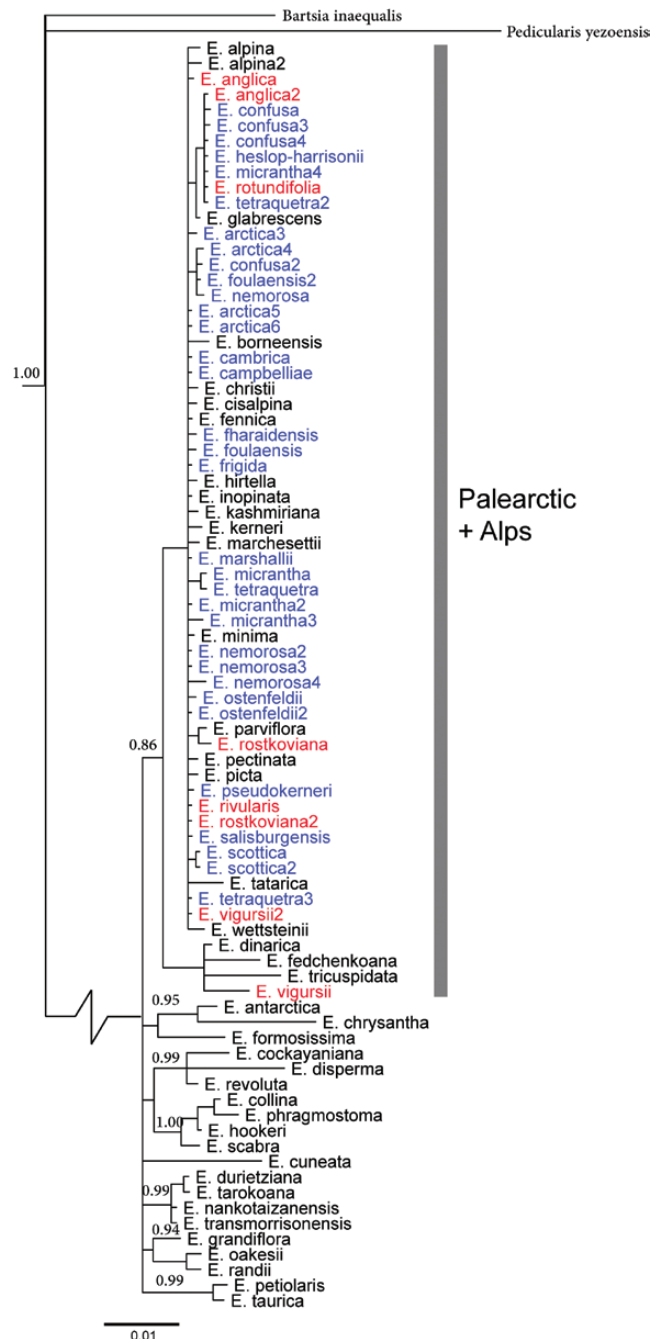 Bartsia inaequalis
Pedicularis yezoensis
E. alpina
E. alpina2
E. anglica
E. anglica2
E. confusa
E. confusa3
E. confusa4
E. heslop-harrisonii
E. micrantha4
E. rotundifolia
E. tetraquetra2
E. glabrescens
E. arctica3
E. arctica4
E. confusa2
E. foulaensis2
E. nemorosa
E. arctica5
E. arctica6
E. borneensis
E. cambrica
E. campbelliae
1.00
E. christii
E. cisalpina
E. fennica
E. fharaidensis
E. foulaensis
E. frigida
E. hirtella
E. inopinata
Palearctic
+ Alps
E. kashmiriana
E. kerneri
E. marchesettii
E. marshallii
E. micrantha
E. tetraquetra
E. micrantha2
E. micrantha3
E. minima
E. nemorosa2
E. nemorosa3
E. nemorosa4
E. ostenfeldii
E. ostenfeldii2
E. parviflora
0.86
E. rostkoviana
E. pectinata
E. picta
E. pseudokerneri
E. rivularis
E. rostkoviana2
E. salisburgensis
E. scottica
E. scottica2
E. tatarica
E. tetraquetra3
E. vigursii2
E. wettsteinii
E. dinarica
E. fedchenkoana
E. tricuspidata
E. vigursii
0.95
E. antarctica
E. chrysantha
E. formosissima
0.99
E. cockayaniana
E. disperma
E. revoluta
E. collina
E. phragmostoma
1.00
E. hookeri
E. scabra
E. cuneata
E. durietziana
0.99
E. tarokoana
E. nankotaizanensis
E. transmorrisonensis
0.94
E. grandiflora
E. oakesii
E. randii
0.99
E. petiolaris
E. taurica
0.01